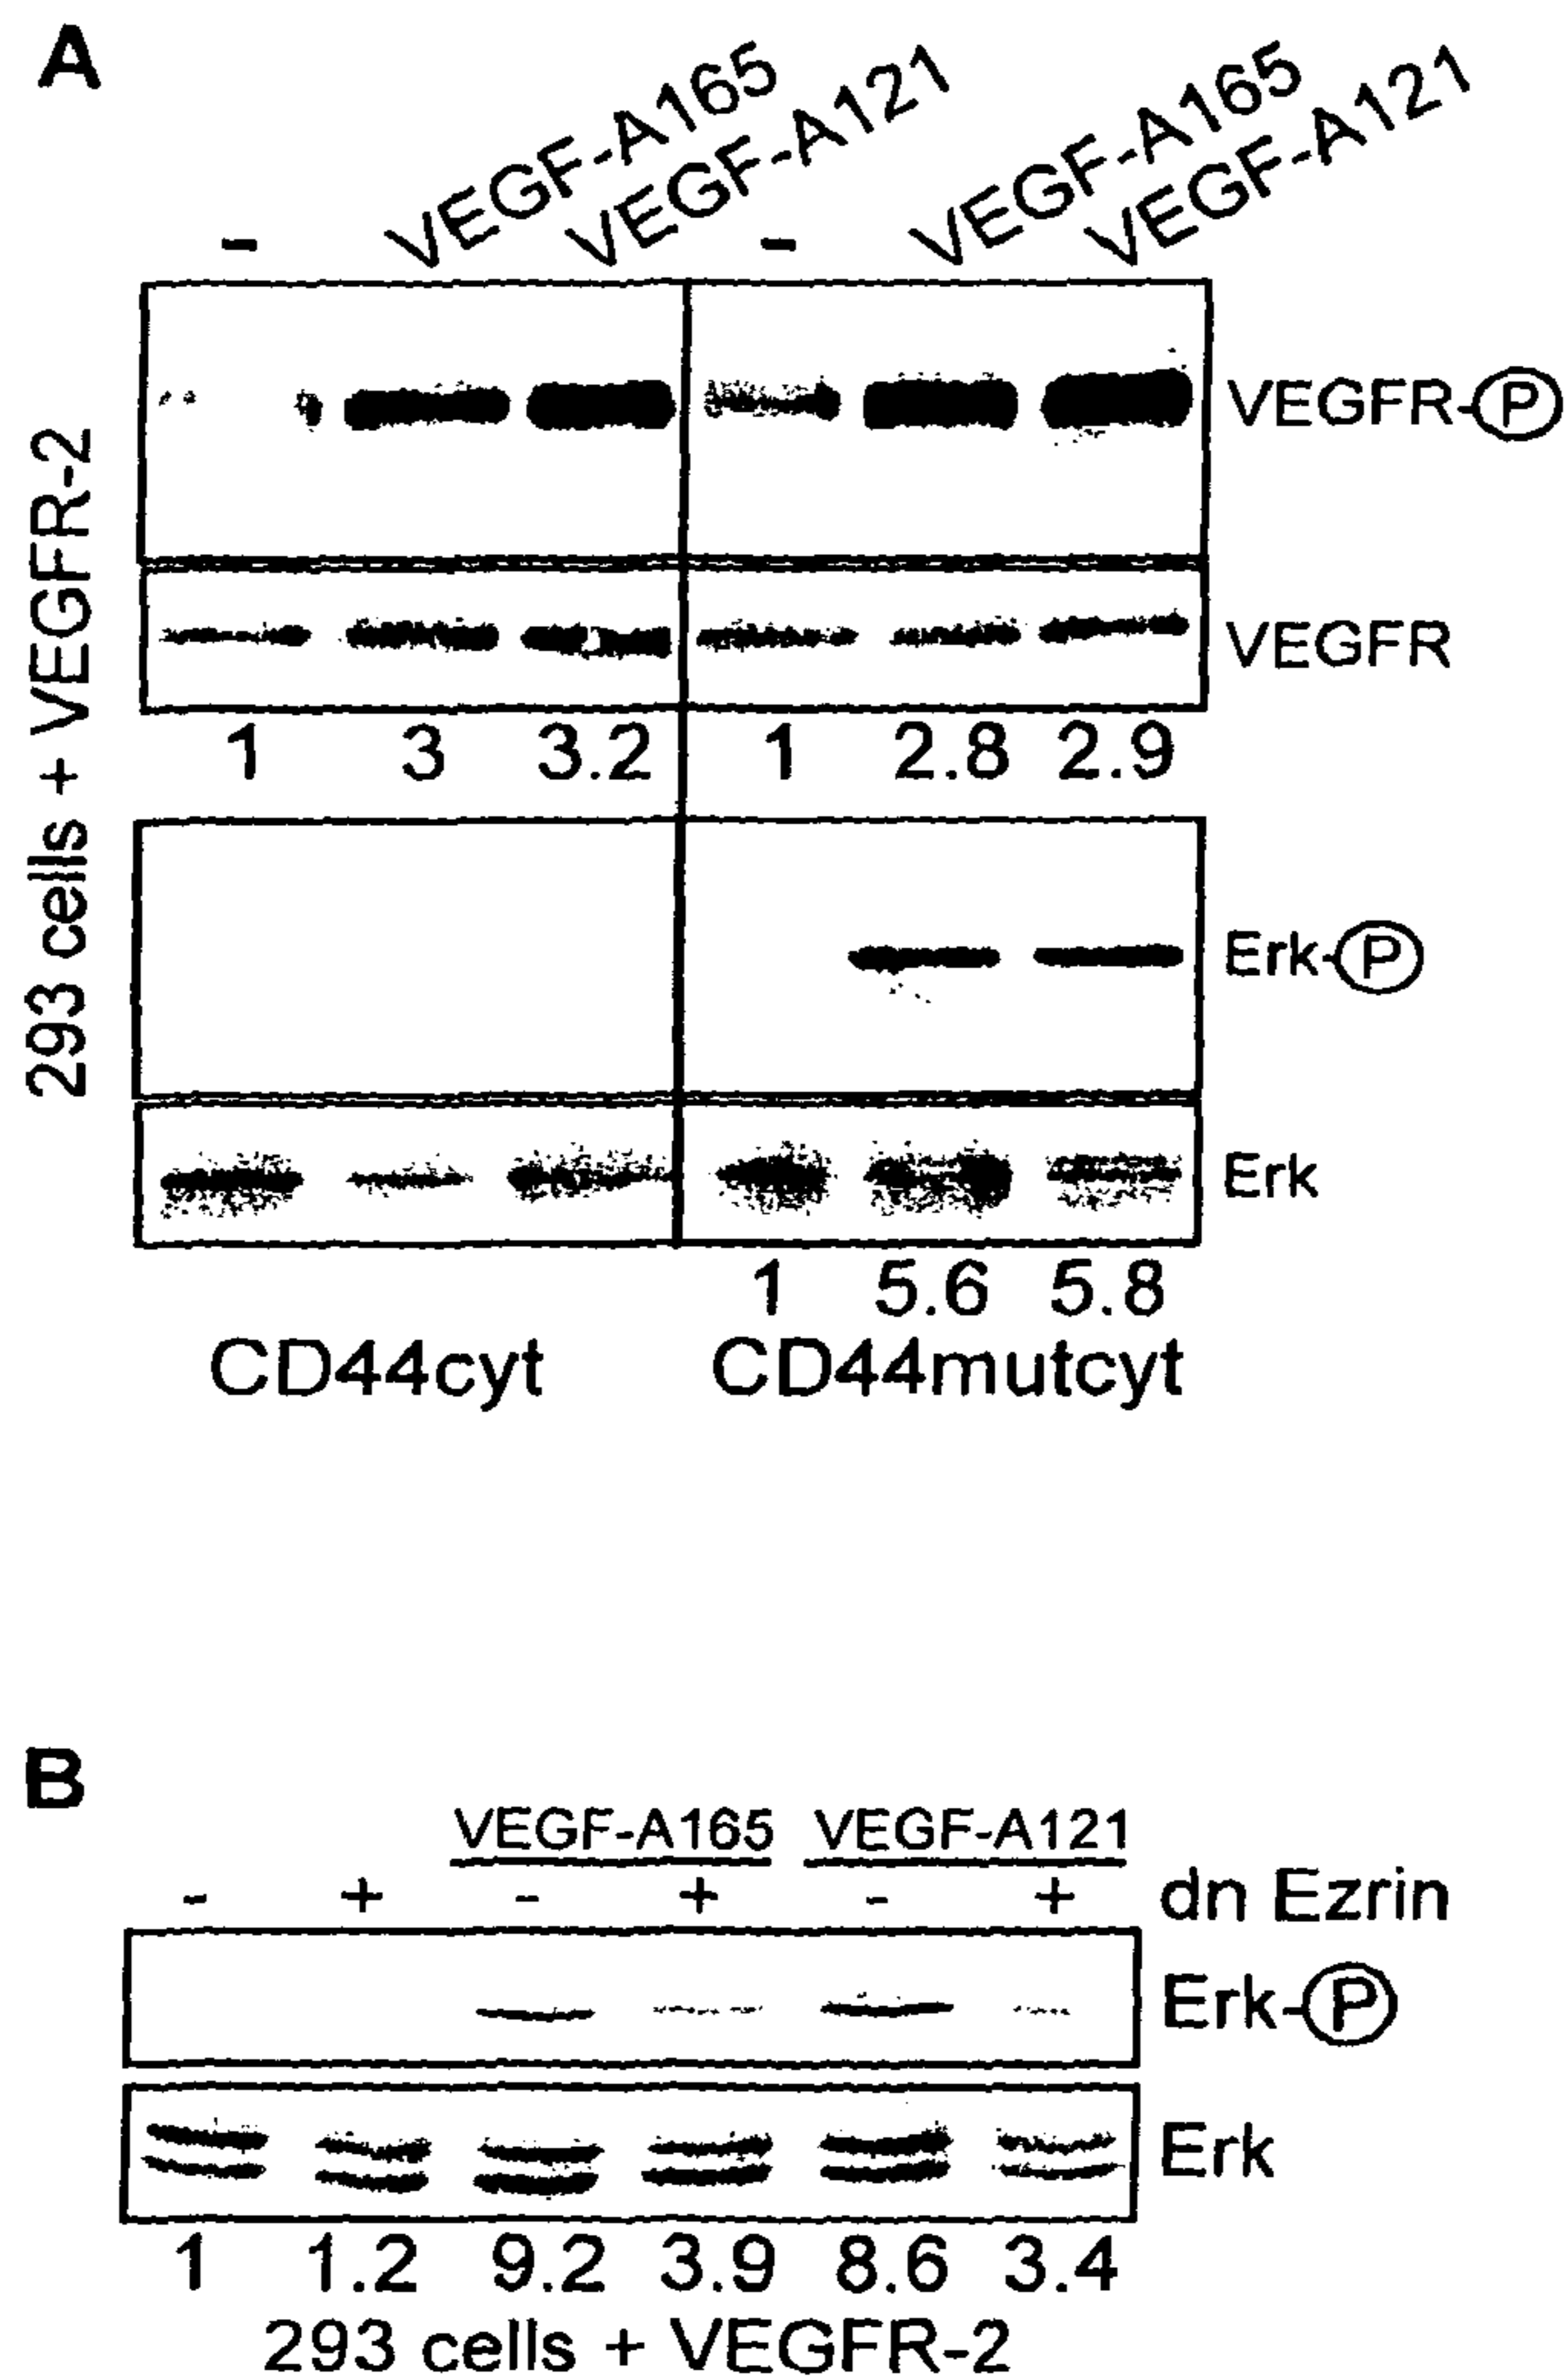 A
- VEGF-A165 VEGF-A121 - VEGF-A165 VEGF-A121
293 cells + VEGFR-2
VEGFR-P
VEGFR
1 3 3.2 1 2.8 2.9
Erk-P
Erk
1 5.6 5.8
CD44cyt CD44mutcyt
B
VEGF-A165 VEGF-A121
- + - + - + dn Ezrin
Erk-P
Erk
1 1.2 9.2 3.9 8.6 3.4
293 cells + VEGFR-2